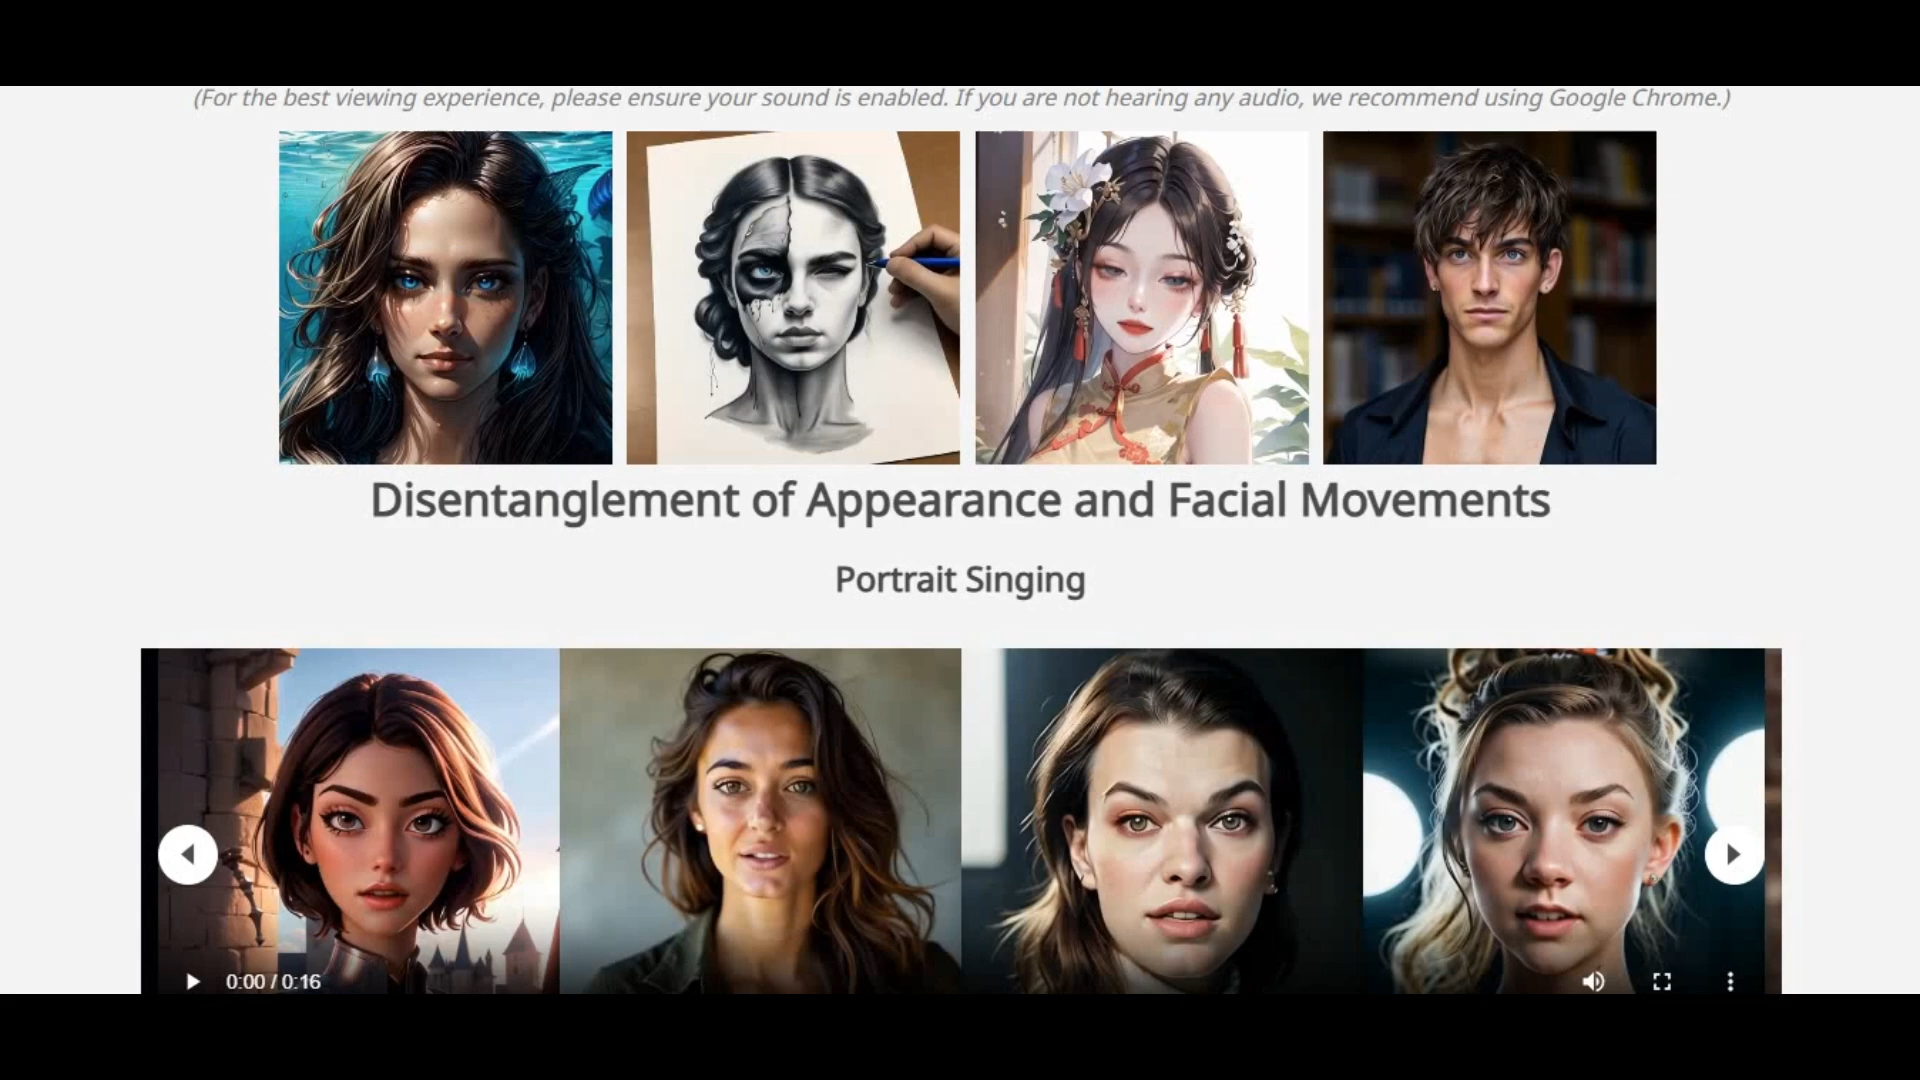 (For the best viewing experience, please ensure your sound is enabled. If you are not hearing any audio, we recommend using Google Chrome.)
Disentanglement of Appearance and Facial Movements
Portrait Singing
0:00 / 0:16